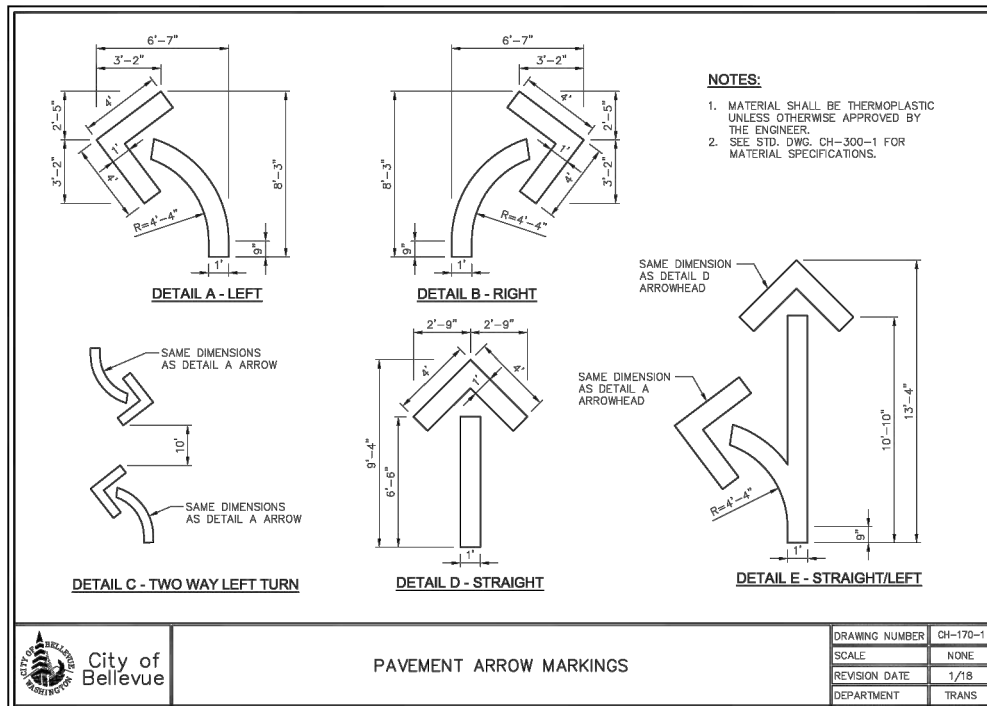 6'-7"
3'-2"
4'
2'-5"
1'
3'-2"
4'
8'-3"
R=4'-4"
9"
1'
DETAIL A - LEFT
6'-7"
3'-2"
4'
2'-5"
1'
3'-2"
4'
8'-3"
R=4'-4"
9"
1'
DETAIL B - RIGHT
NOTES:
1. MATERIAL SHALL BE THERMOPLASTIC
UNLESS OTHERWISE APPROVED BY
THE ENGINEER.
2. SEE STD. DWG. CH-300-1 FOR
MATERIAL SPECIFICATIONS.
SAME DIMENSIONS
AS DETAIL A ARROW
10'
SAME DIMENSIONS
AS DETAIL A ARROW
DETAIL C - TWO WAY LEFT TURN
2'-9"
2'-9"
4'
4'
1'
9'-4"
6'-6"
1'
DETAIL D - STRAIGHT
SAME DIMENSION
AS DETAIL D
ARROWHEAD
SAME DIMENSION
AS DETAIL A
ARROWHEAD
10'-10"
13'-4"
R=4'-4"
9"
1'
DETAIL E - STRAIGHT/LEFT
CITY OF BELLEVUE
WASHINGTON
City of
Bellevue
PAVEMENT ARROW MARKINGS
DRAWING NUMBER CH-170-1
SCALE NONE
REVISION DATE 1/18
DEPARTMENT TRANS